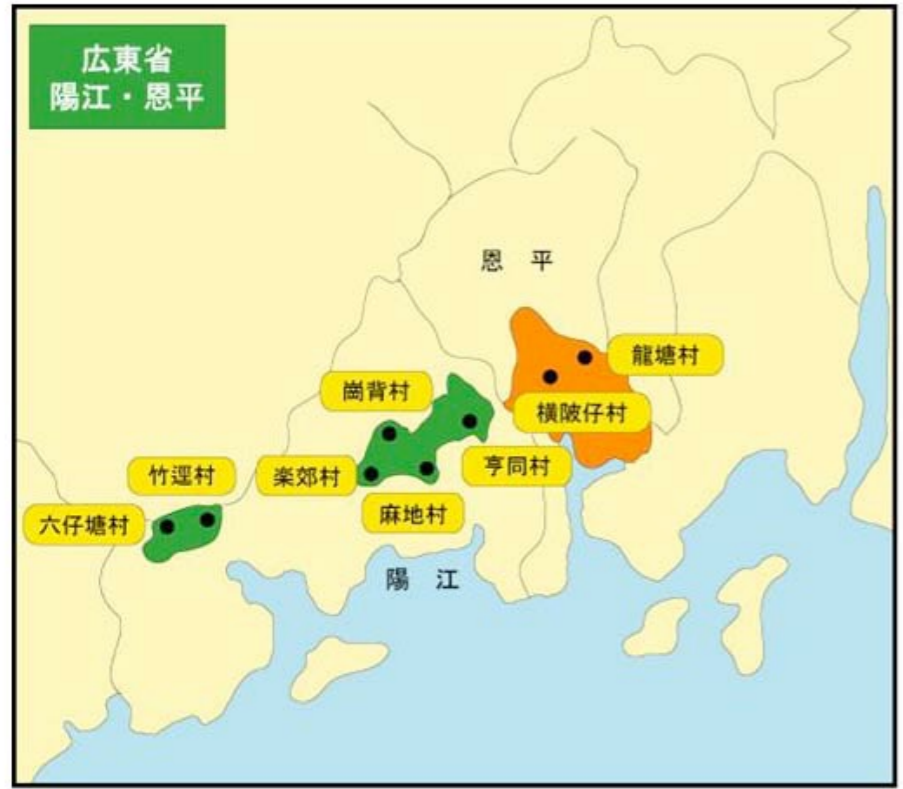 広東省
陽江・恩平
恩 平
龍塘村
崗背村
横陂仔村
亨同村
竹逕村
楽郊村
麻地村
六仔塘村
陽 江